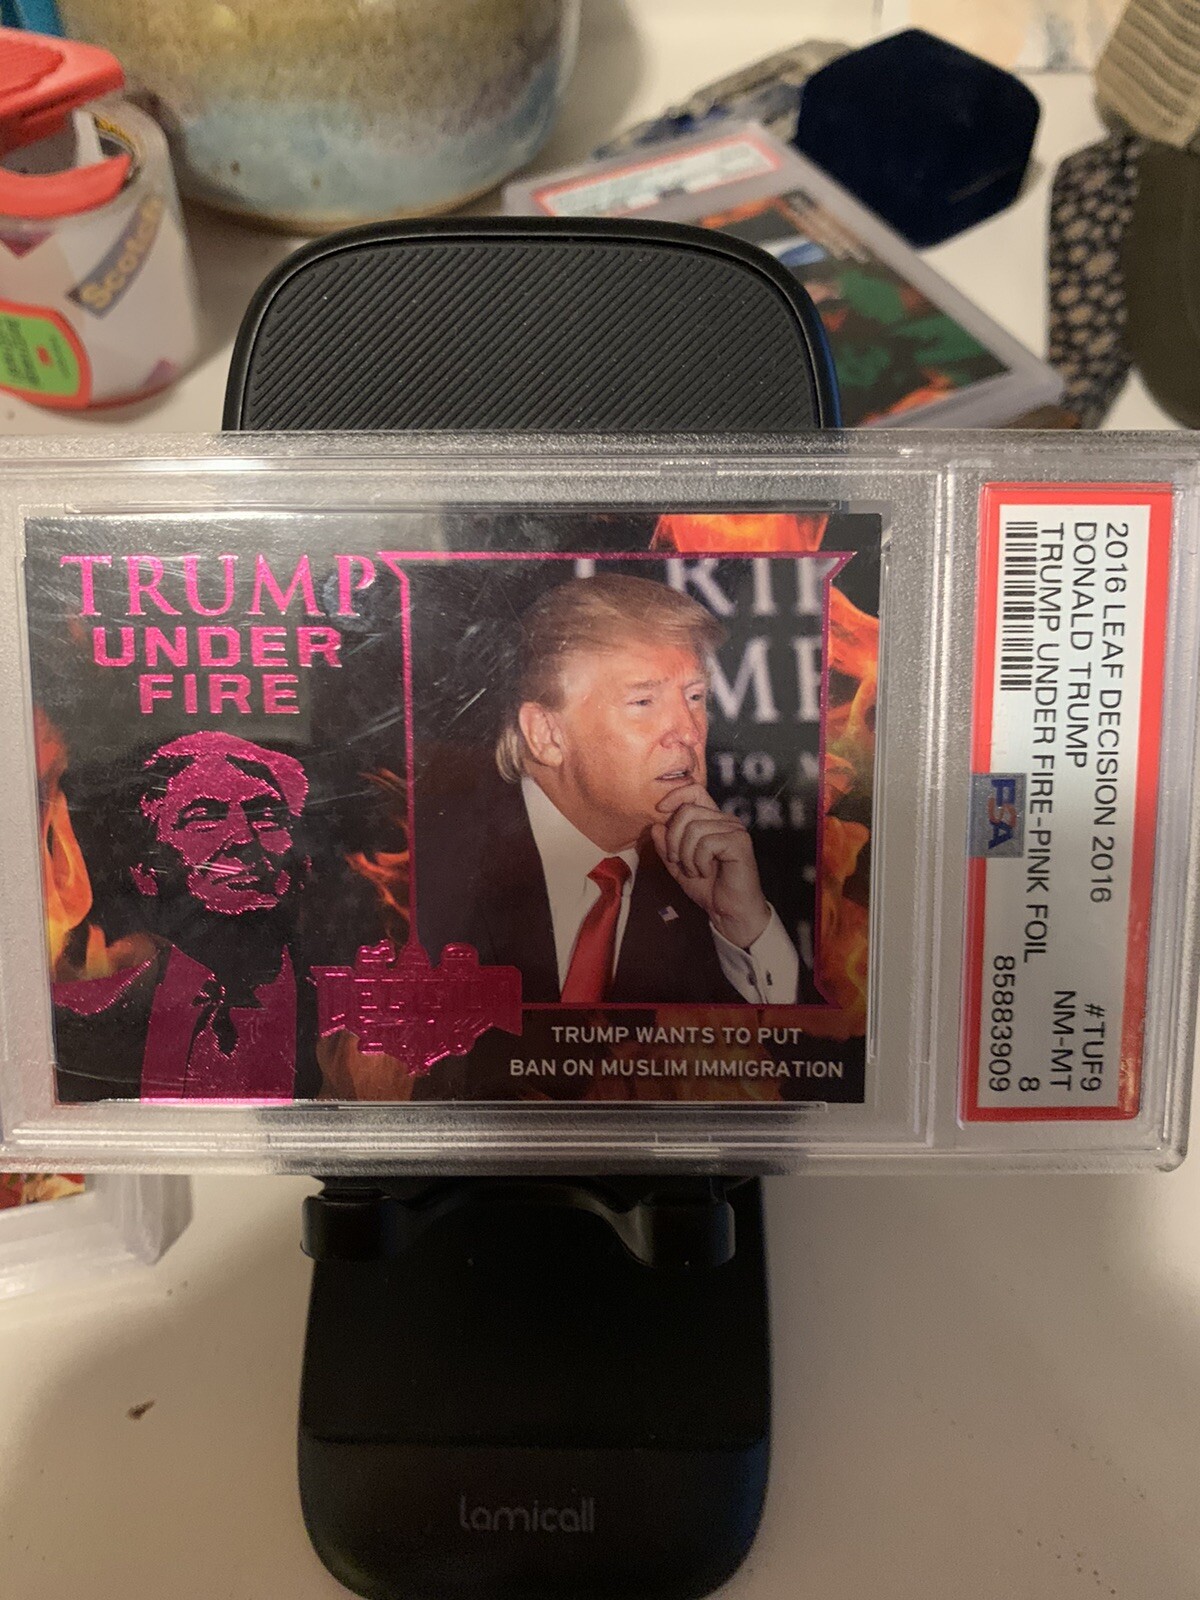 Scotch
TRUMP
UNDER
FIRE
TRUMP WANTS TO PUT
BAN ON MUSLIM IMMIGRATION
2016 LEAF DECISION 2016 #TUF9
DONALD TRUMP NM-MT
TRUMP UNDER FIRE-PINK FOIL 8
85883909
PSA
lamicall